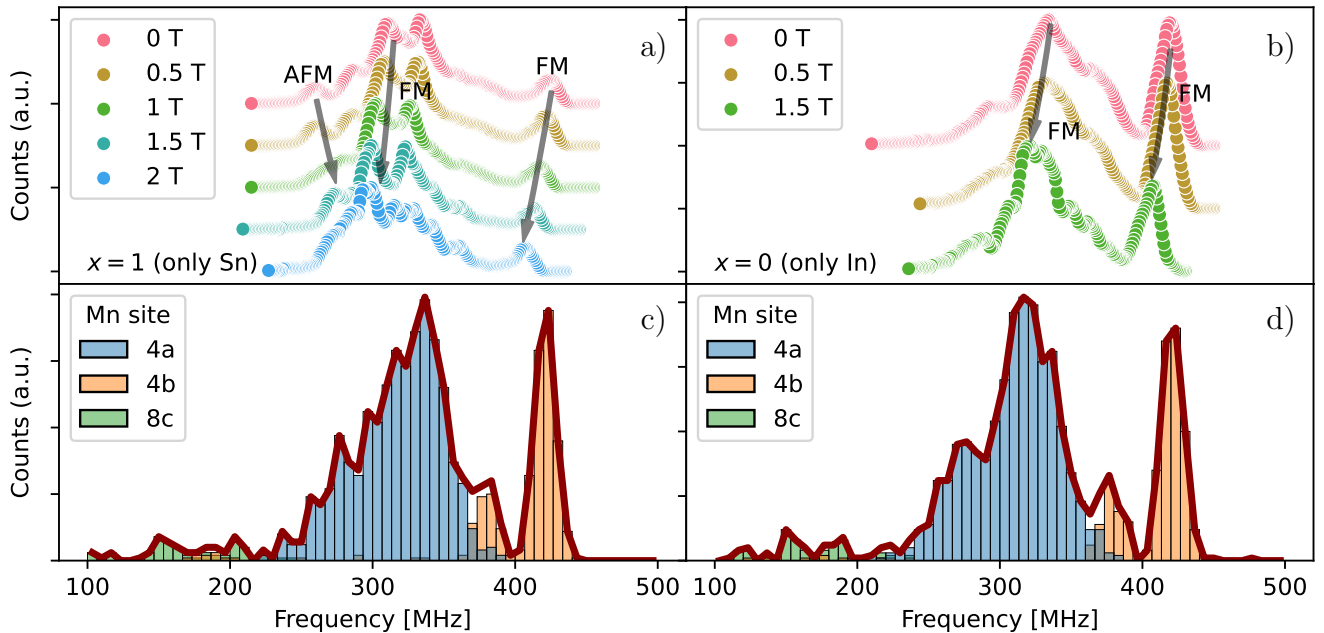 a)
0 T
0.5 T
1 T
1.5 T
2 T
AFM
FM
FM
x = 1 (only Sn)
Counts (a.u.)
b)
0 T
0.5 T
1.5 T
FM
FM
x = 0 (only In)
c)
Mn site
4a
4b
8c
Counts (a.u.)
100 200 300 400 500
Frequency [MHz]
d)
Mn site
4a
4b
8c
100 200 300 400 500
Frequency [MHz]